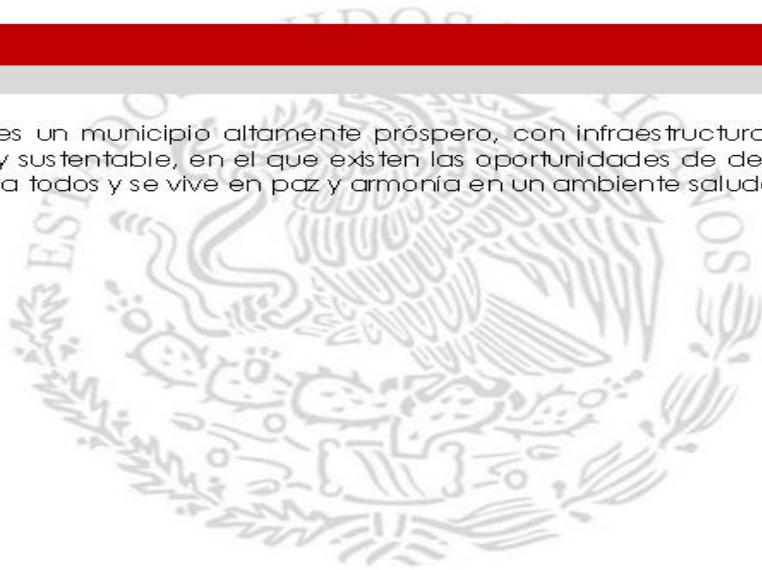 es un municipio altamente próspero, con infraestructura
y sustentable, en el que existen las oportunidades de de
a todos y se vive en paz y armonía en un ambiente salud